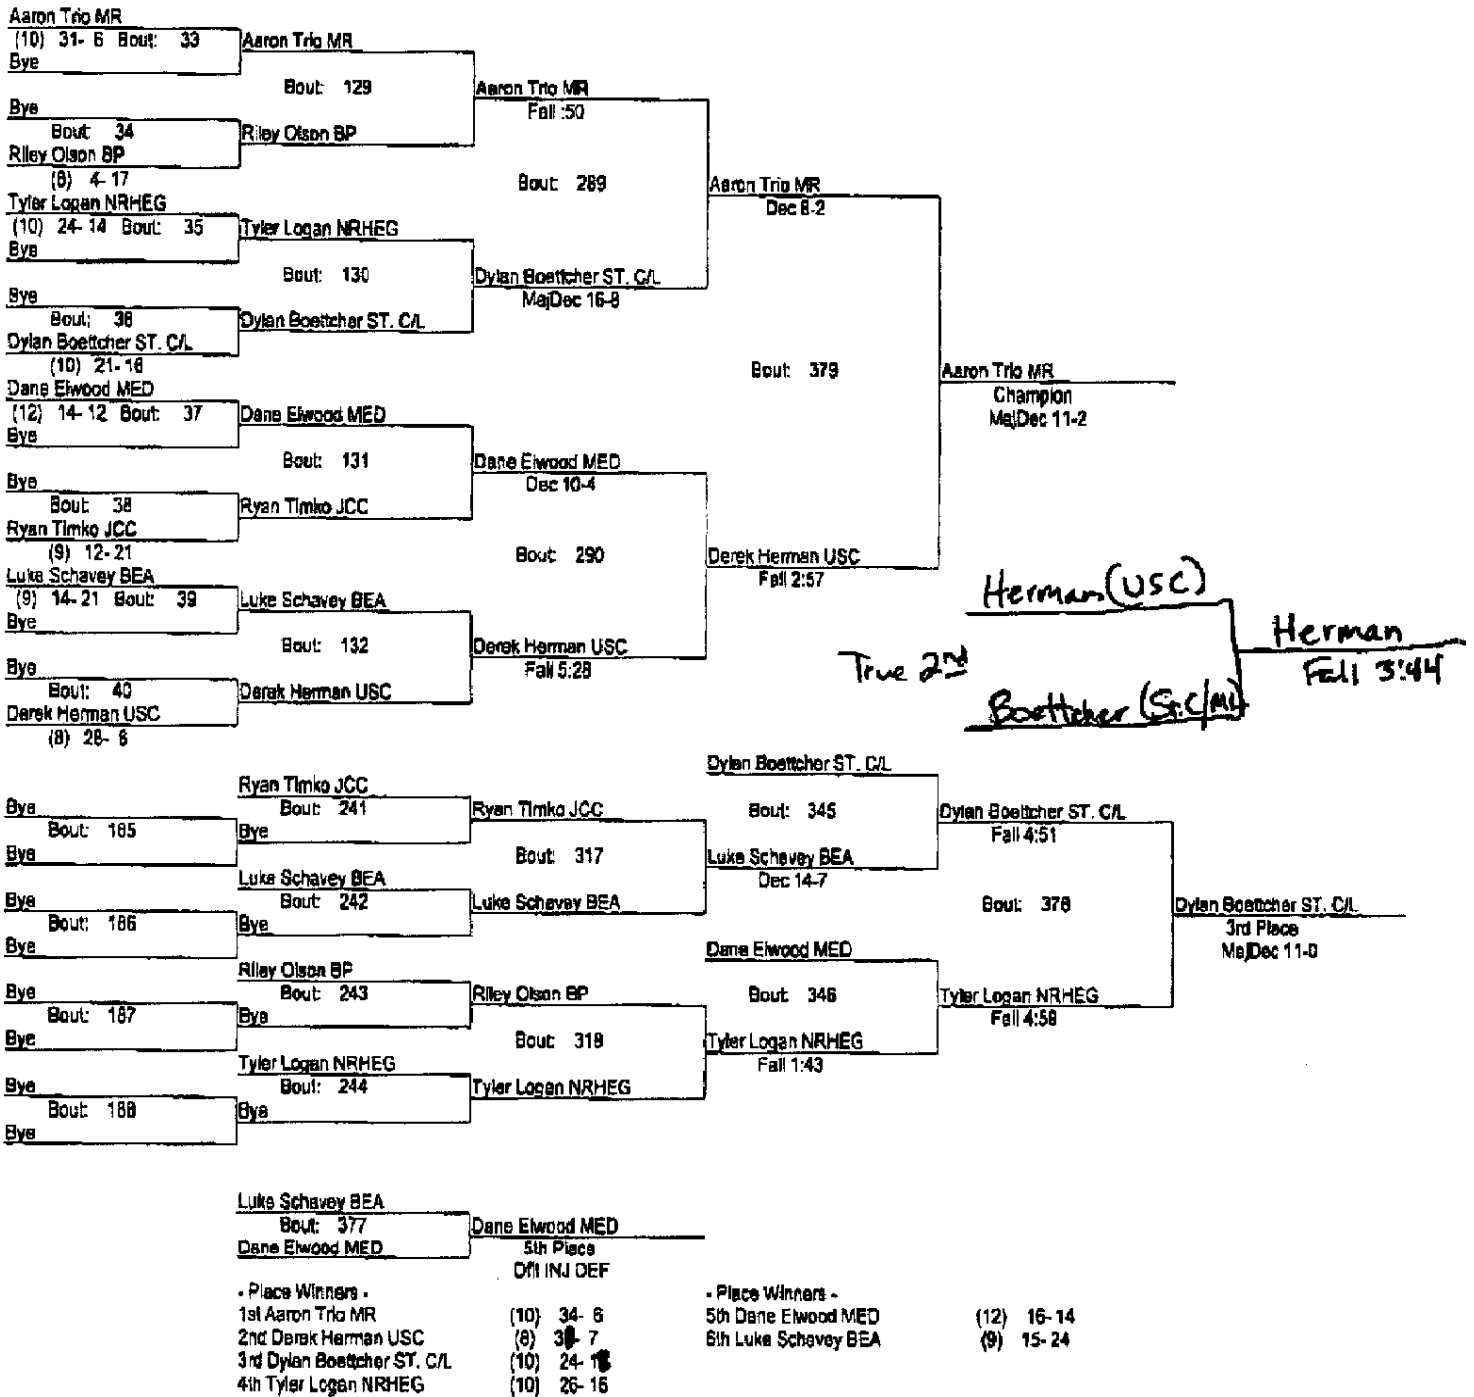 Aaron Trio MR
(10) 31- 6 Bout: 33
Bye
Bye
Bout: 34
Riley Olson BP
(8) 4- 17
Tyler Logan NRHEG
(10) 24- 14 Bout: 35
Bye
Bye
Bout: 36
Dylan Boettcher ST. C/L
(10) 21- 16
Dane Elwood MED
(12) 14- 12 Bout: 37
Bye
Bye
Bout: 38
Ryan Timko JCC
(9) 12- 21
Luke Schavey BEA
(9) 14- 21 Bout: 39
Bye
Bye
Bout: 40
Derek Herman USC
(8) 28- 6
Aaron Trio MR
Bout: 129
Riley Olson BP
Tyler Logan NRHEG
Bout: 130
Dylan Boettcher ST. C/L
Dane Elwood MED
Bout: 131
Ryan Timko JCC
Luke Schavey BEA
Bout: 132
Derek Herman USC
Aaron Trio MR
Fall :50
Bout: 289
Dylan Boettcher ST. C/L
MajDec 16-8
Dane Elwood MED
Dec 10-4
Bout: 290
Derek Herman USC
Fall 5:28
Aaron Trio MR
Dec 8-2
Bout: 379
Derek Herman USC
Fall 2:57
Aaron Trio MR
Champion
MajDec 11-2
True 2nd
Herman (USC)
Boettcher (St.C/ML)
Herman
Fall 3:44
Bye
Bout: 185
Bye
Bye
Bout: 186
Bye
Bye
Bout: 187
Bye
Bye
Bout: 188
Bye
Ryan Timko JCC
Bout: 241
Bye
Luke Schavey BEA
Bout: 242
Bye
Riley Olson BP
Bout: 243
Bye
Tyler Logan NRHEG
Bout: 244
Bye
Ryan Timko JCC
Bout: 317
Luke Schavey BEA
Riley Olson BP
Bout: 318
Tyler Logan NRHEG
Dylan Boettcher ST. C/L
Bout: 345
Luke Schavey BEA
Dec 14-7
Dane Elwood MED
Bout: 346
Tyler Logan NRHEG
Fall 1:43
Dylan Boettcher ST. C/L
Fall 4:51
Bout: 378
Tyler Logan NRHEG
Fall 4:58
Dylan Boettcher ST. C/L
3rd Place
MajDec 11-0
Luke Schavey BEA
Bout: 377
Dane Elwood MED
Dane Elwood MED
5th Place
Dflt INJ DEF
- Place Winners -
1st Aaron Trio MR (10) 34- 6
2nd Derek Herman USC (8) 7
3rd Dylan Boettcher ST. C/L (10) 24-
4th Tyler Logan NRHEG (10) 26- 16
- Place Winners -
5th Dane Elwood MED (12) 16- 14
6th Luke Schavey BEA (9) 15- 24